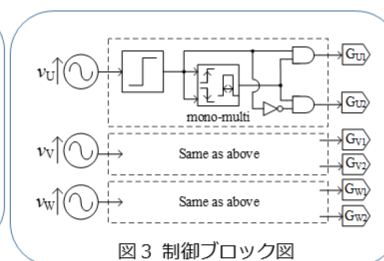 vU
GU1
GU2
mono-multi
vV
Same as above
GV1
GV2
vW
Same as above
GW1
GW2
図3 制御ブロック図